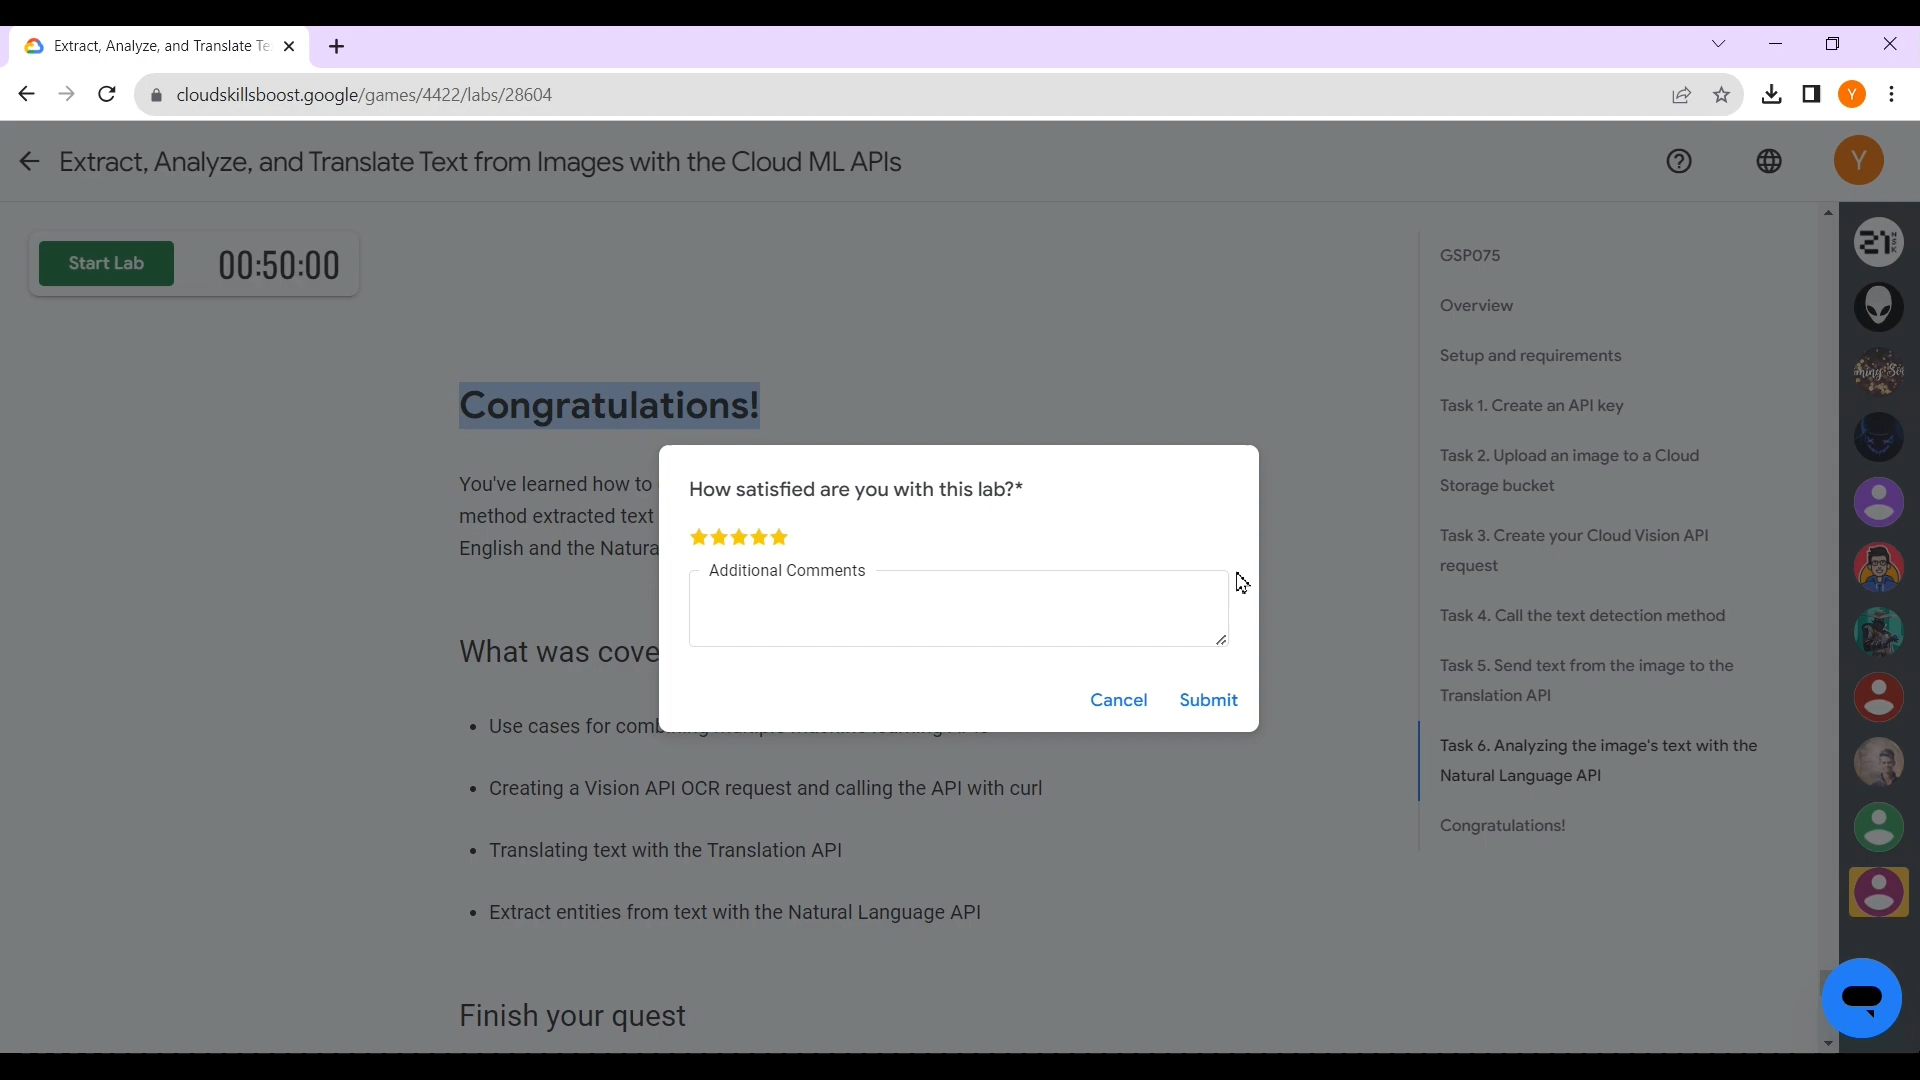 Extract, Analyze, and Translate Te
cloudskillsboost.google/games/4422/labs/28604
Y
Extract, Analyze, and Translate Text from Images with the Cloud ML APIs
Y
Start Lab
00:50:00
Congratulations!
You've learned how to
method extracted text
English and the Natura
What was cove
Use cases for com
Creating a Vision API OCR request and calling the API with curl
Translating text with the Translation API
Extract entities from text with the Natural Language API
Finish your quest
How satisfied are you with this lab?*
Additional Comments
Cancel
Submit
GSP075
Overview
Setup and requirements
Task 1. Create an API key
Task 2. Upload an image to a Cloud
Storage bucket
Task 3. Create your Cloud Vision API
request
Task 4. Call the text detection method
Task 5. Send text from the image to the
Translation API
Task 6. Analyzing the image's text with the
Natural Language API
Congratulations!
21